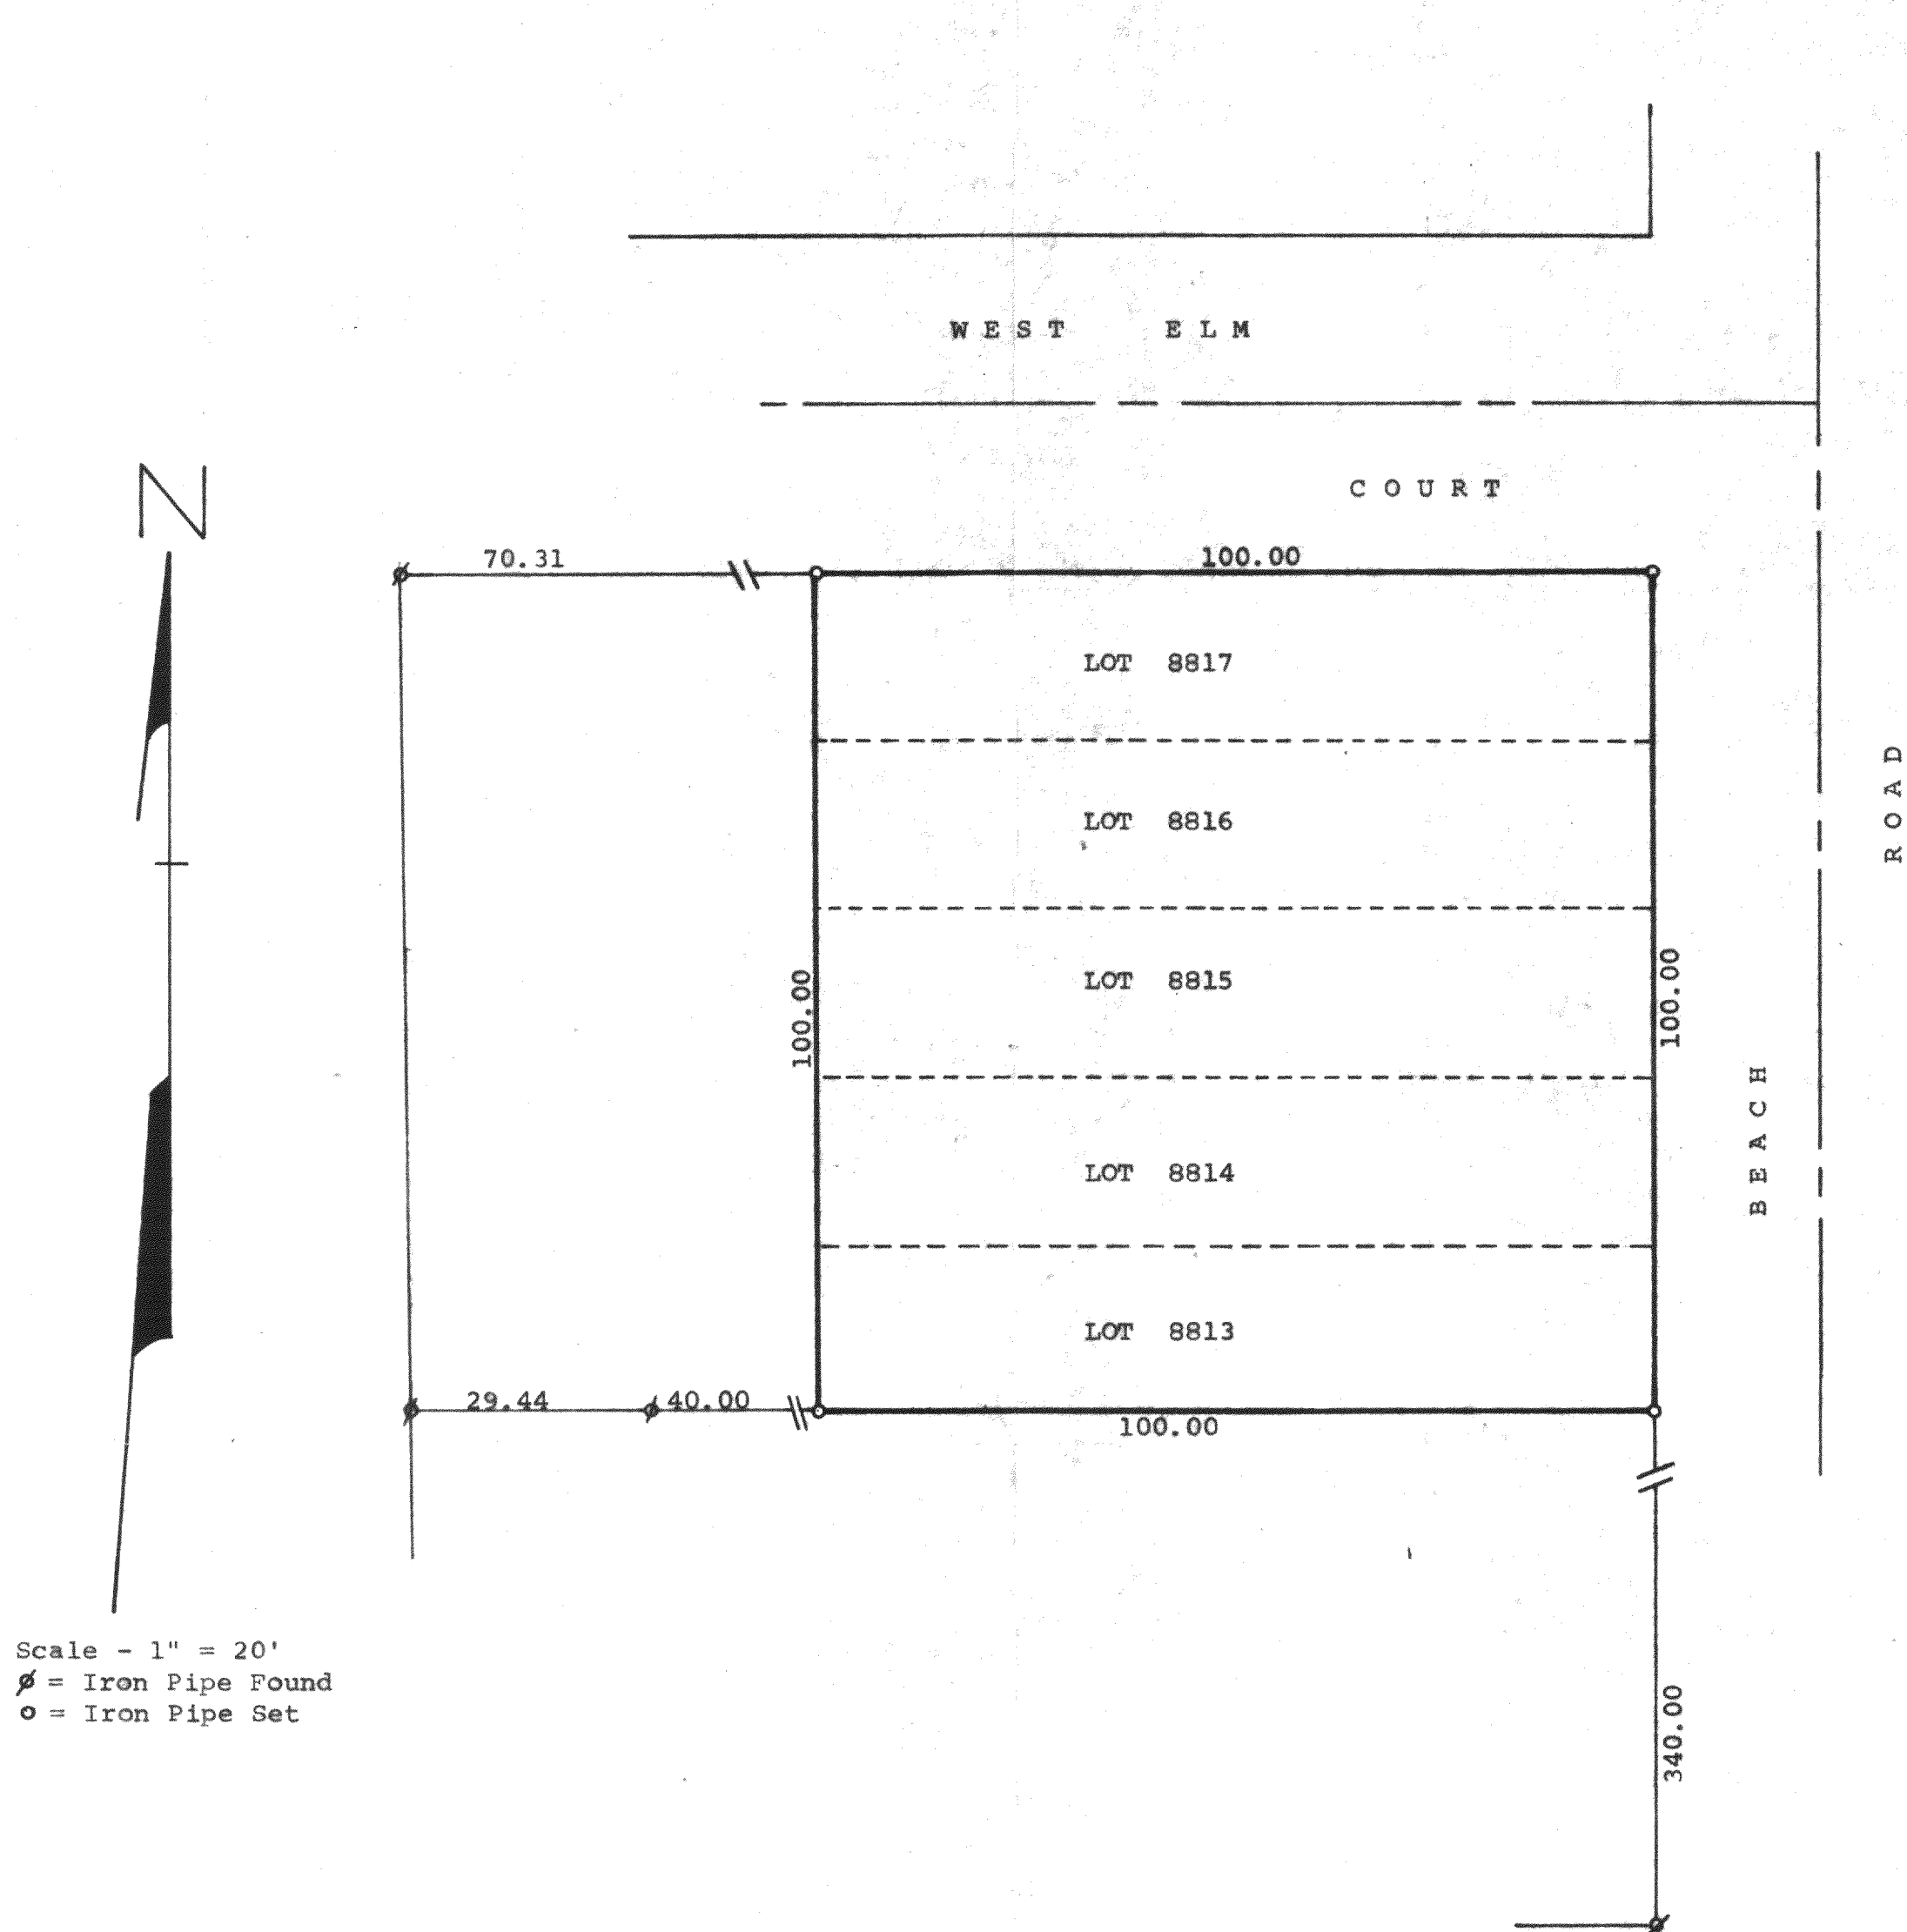 WEST ELM
COURT
N
70.31
100.00
LOT 8817
LOT 8816
ROAD
LOT 8815
100.00
100.00
LOT 8814
BEACH
LOT 8813
29.44
40.00
100.00
Scale - 1" = 20'
ø = Iron Pipe Found
o = Iron Pipe Set
340.00